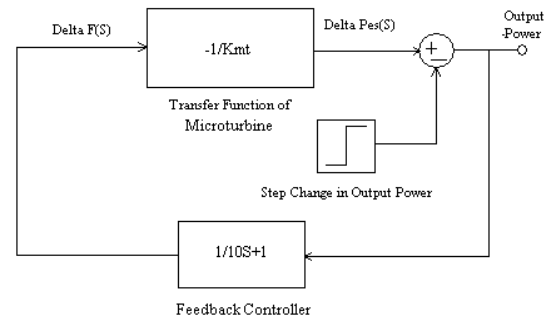 Output
Power
Delta F(S)
Delta Pes(S)
-1/Kmt
+
−
Transfer Function of
Microturbine
Step Change in Output Power
1/10S+1
Feedback Controller